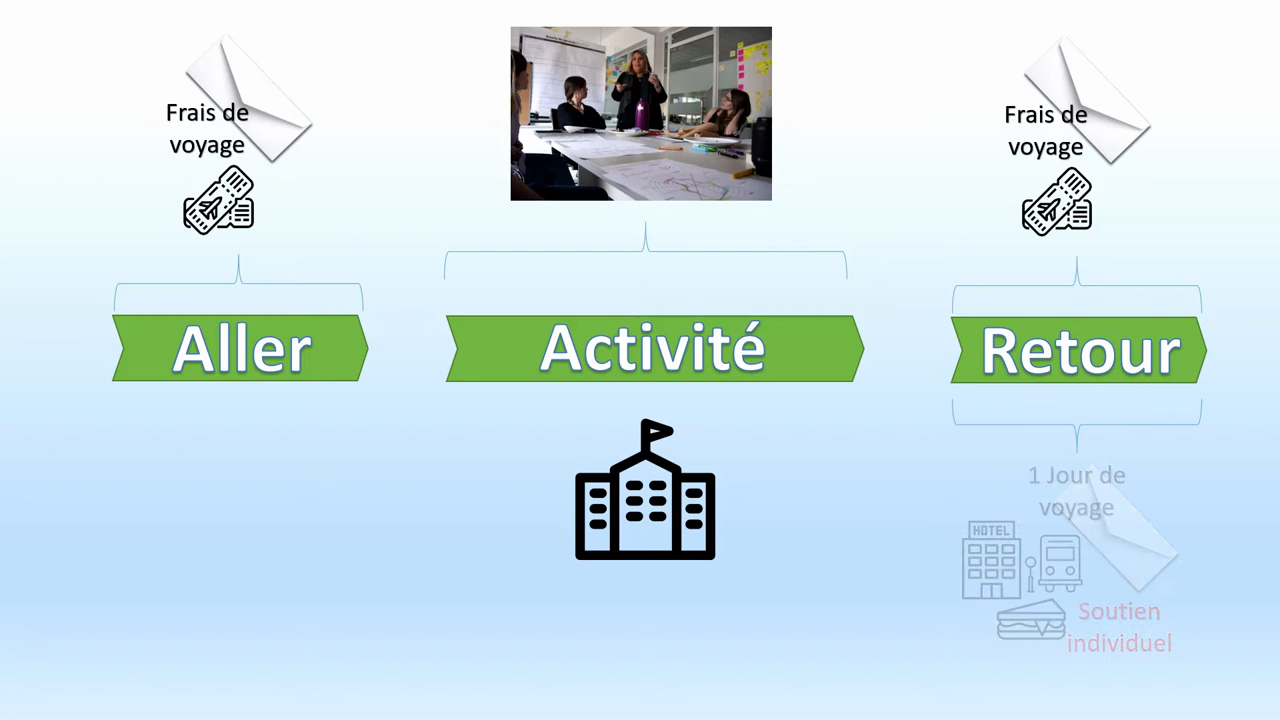 Frais de
voyage
Frais de
voyage
Aller
Activité
Retour
1 Jour de
voyage
HOTEL
Soutien
individuel